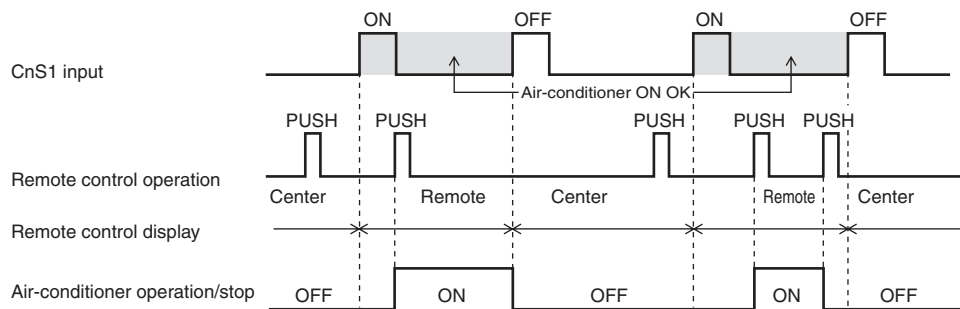 ON OFF ON OFF
CnS1 input
Air-conditioner ON OK
PUSH PUSH PUSH PUSH PUSH
Remote control operation
Center Remote Center Remote Center
Remote control display
Air-conditioner operation/stop
OFF ON OFF ON OFF